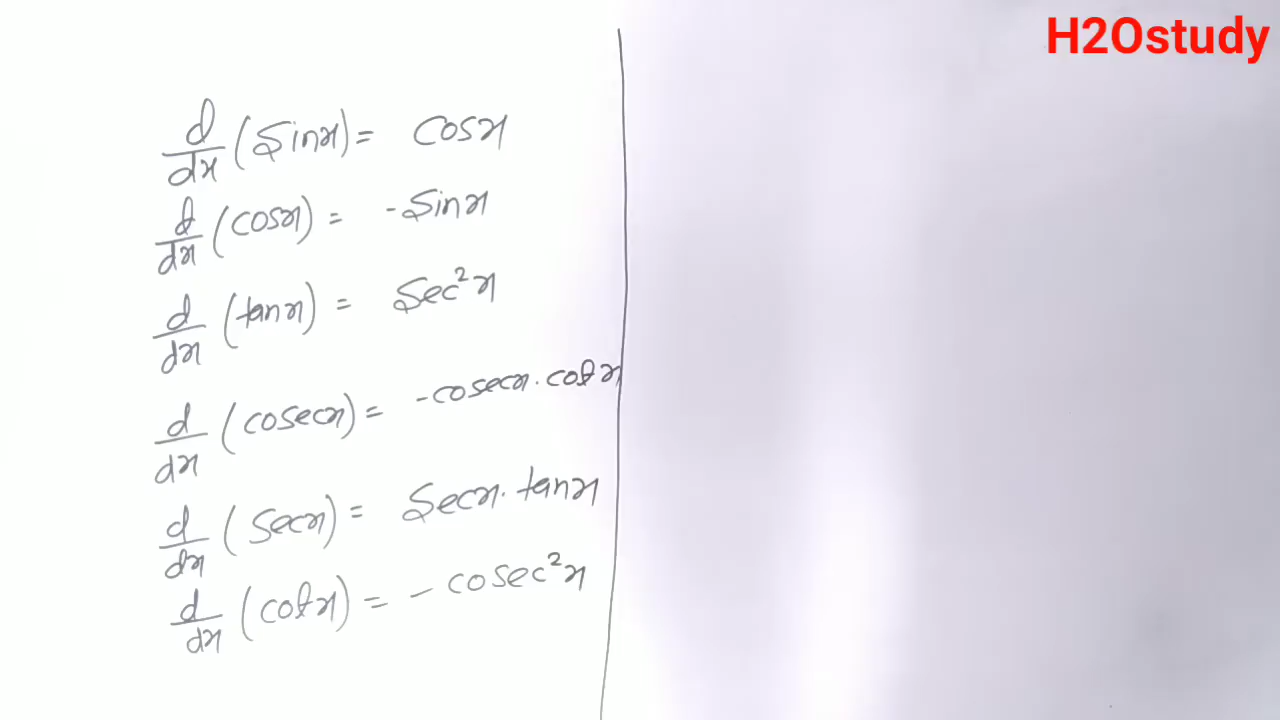 H2Ostudy
d/dx (Sinx) = cosx
d/dx (cosx) = -Sinx
d/dx (tanx) = Sec²x
d/dx (cosecx) = -cosecx.cotx
d/dx (Secx) = Secx.tanx
d/dx (cotx) = - cosec²x